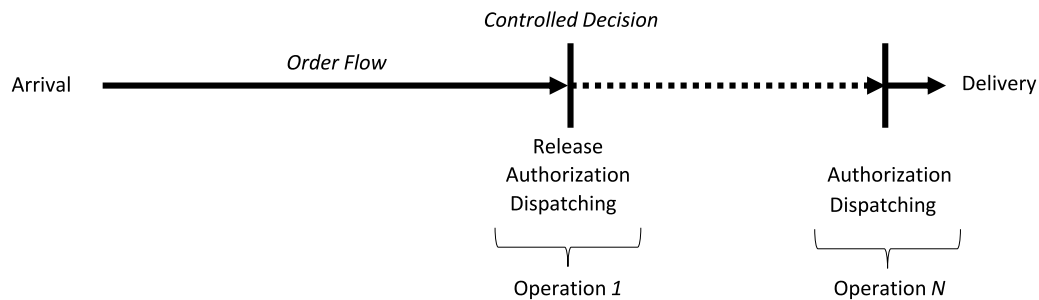 Controlled Decision
Order Flow
Arrival
Delivery
Release
Authorization
Dispatching
Authorization
Dispatching
Operation 1
Operation N